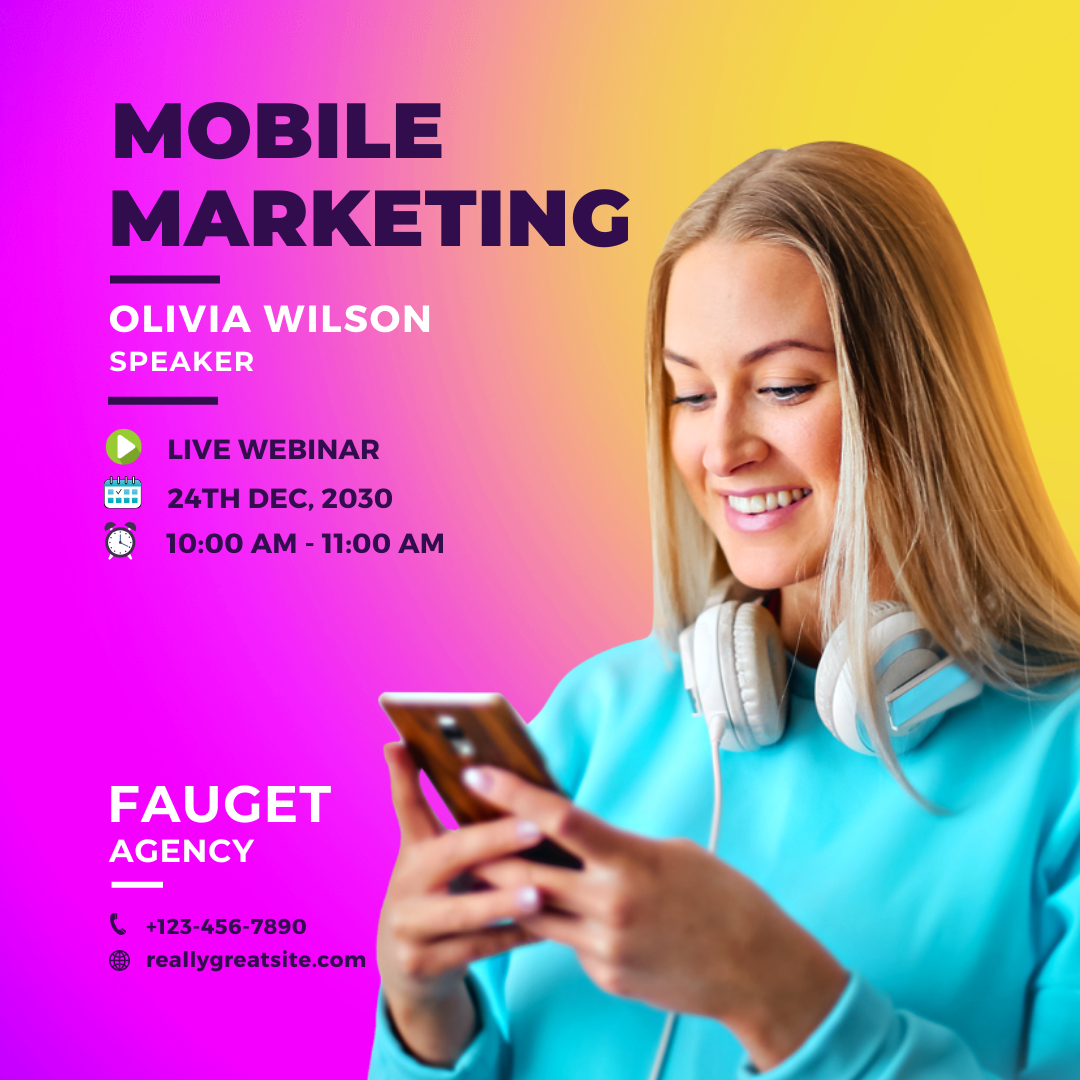 MOBILE
MARKETING
OLIVIA WILSON
SPEAKER
LIVE WEBINAR
24TH DEC, 2030
10:00 AM - 11:00 AM
FAUGET
AGENCY
+123-456-7890
reallygreatsite.com